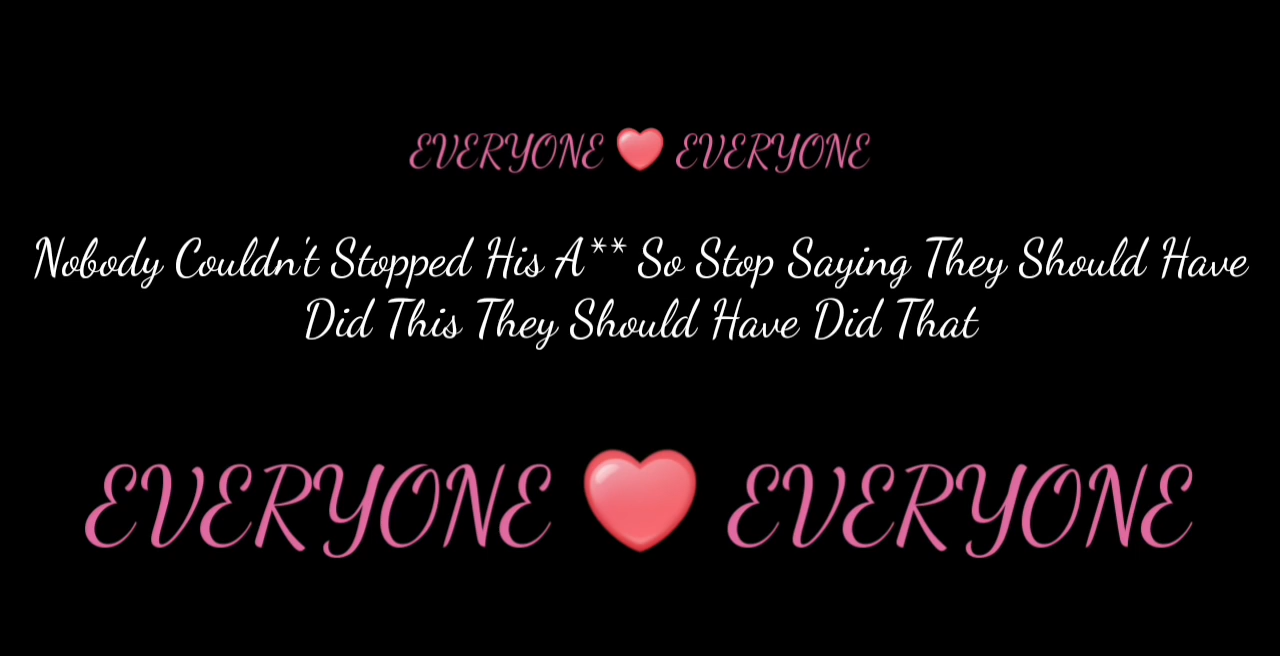 EVERYONE ❤️ EVERYONE
Nobody Couldn't Stopped His A** So Stop Saying They Should Have
Did This They Should Have Did That
EVERYONE ❤️ EVERYONE